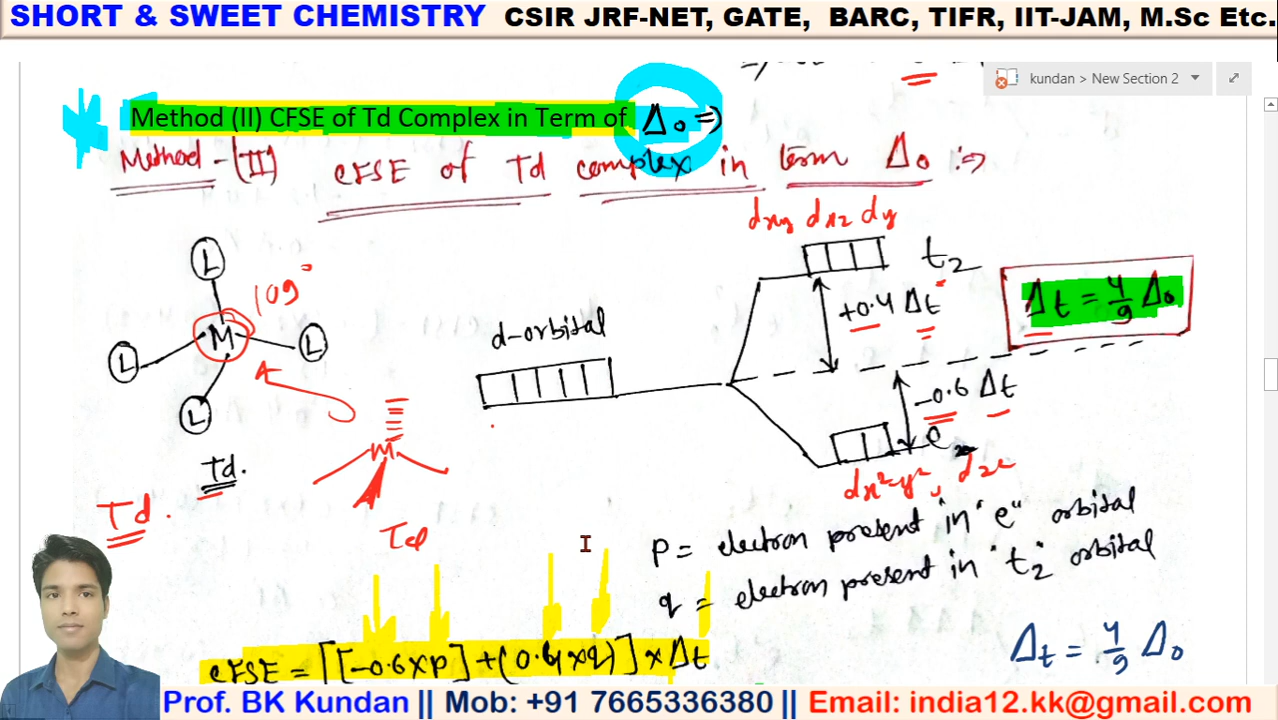 SHORT & SWEET CHEMISTRY CSIR JRF-NET, GATE, BARC, TIFR, IIT-JAM, M.Sc Etc.
kundan > New Section 2
Method (II) CFSE of Td Complex in Term of Δo ⇒
Method-(II) CFSE of Td complex in term Δo :⇒
dxy dxz dy
L
t2
109°
+0.4 Δt
Δt = 4/9 Δo
d-orbital
M
L
L
-0.6 Δt
L
M
e
Td.
dx²-y², dz²
Td.
Td
p = electron present in "e" orbital
q = electron present in "t2" orbital
Δt = 4/9 Δo
CFSE = [[-0.6×p] + (0.4×q)] × Δt
Prof. BK Kundan || Mob: +91 7665336380 || Email: india12.kk@gmail.com